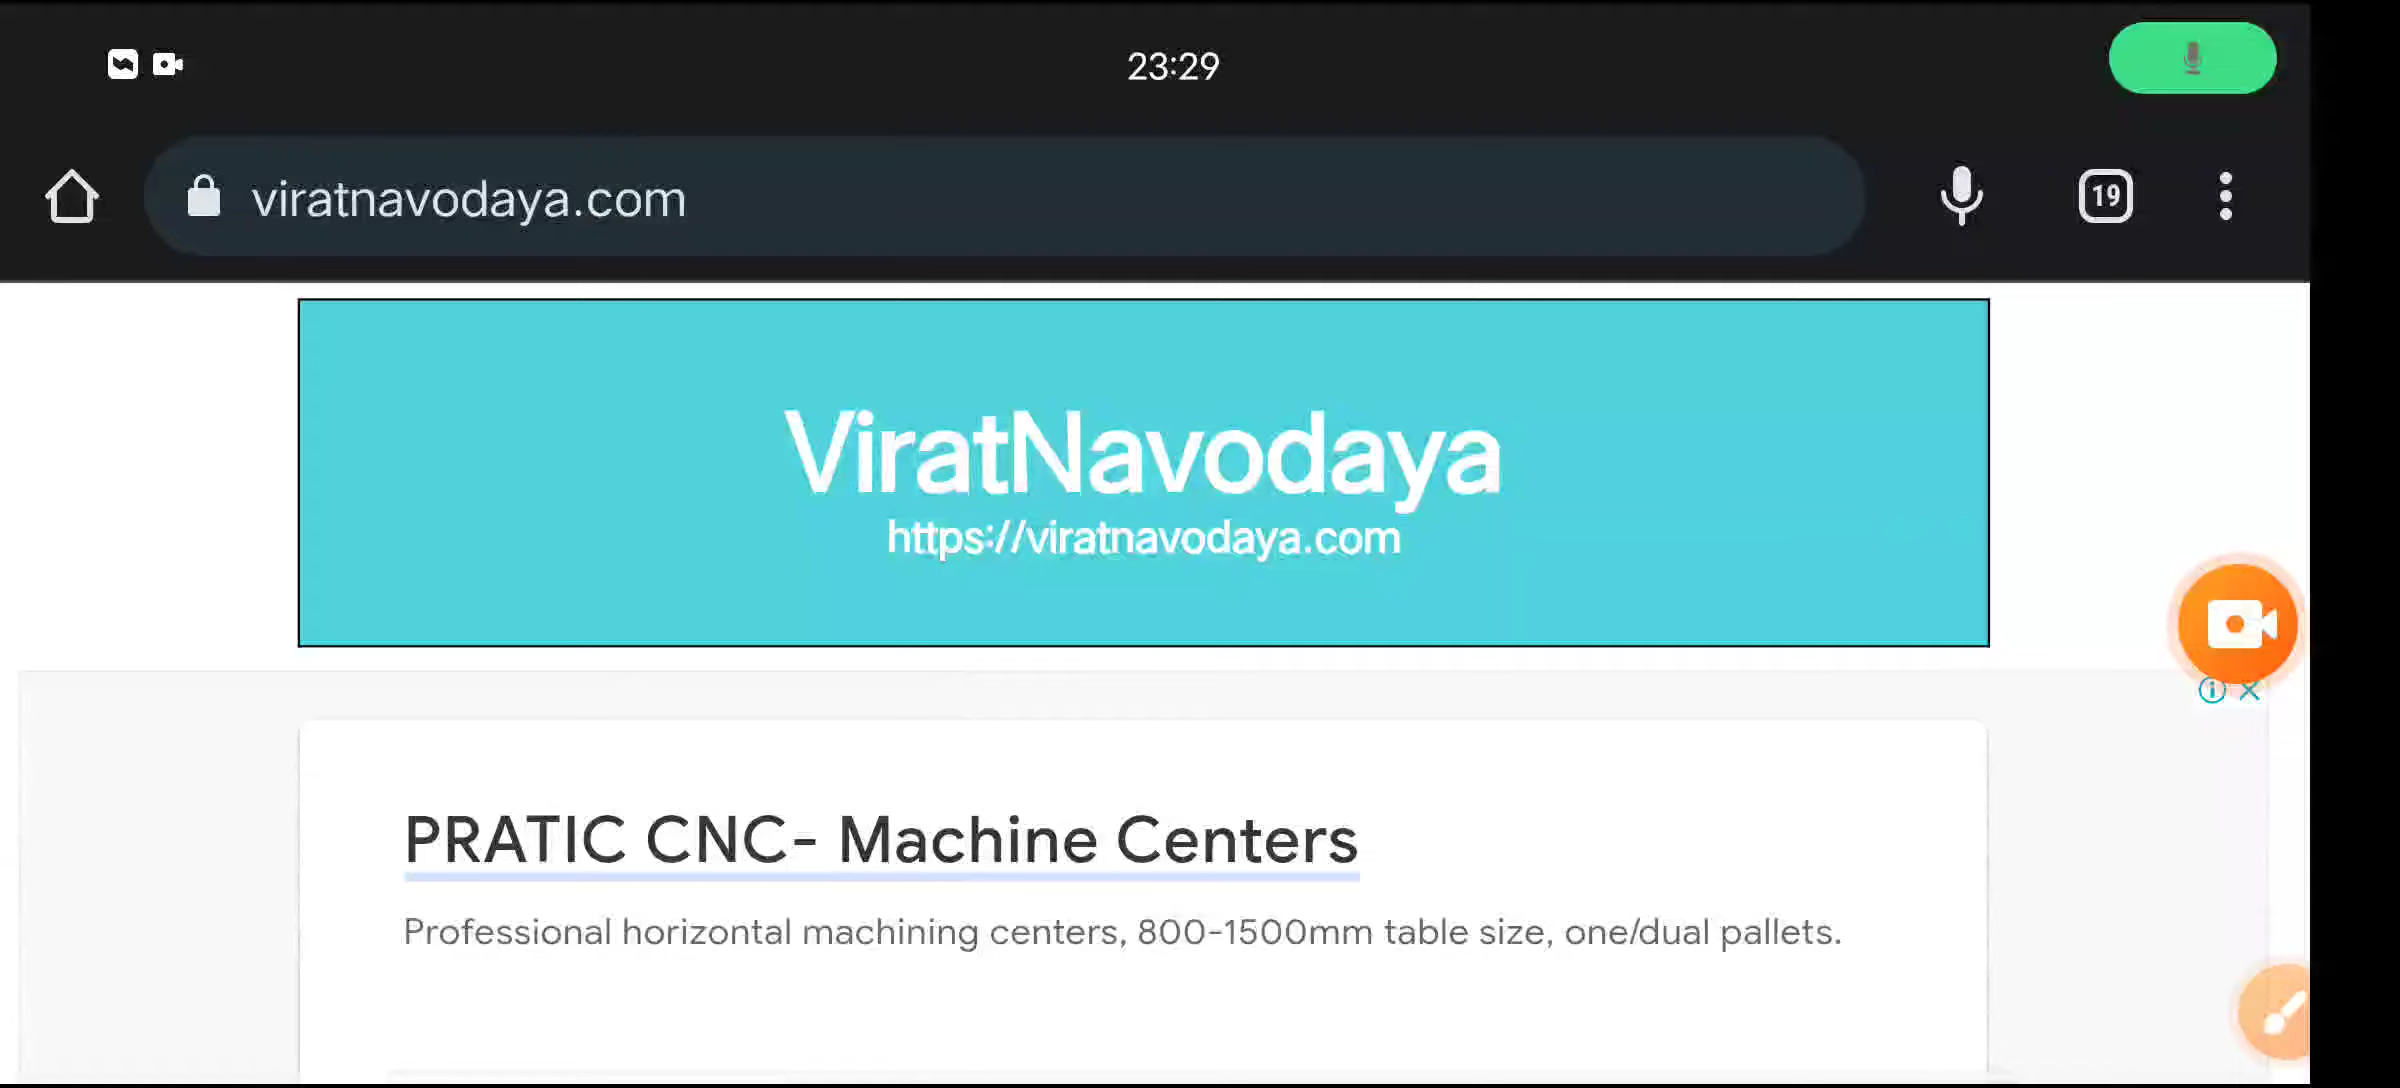 23:29
viratnavodaya.com
19
ViratNavodaya
https://viratnavodaya.com
PRATIC CNC- Machine Centers
Professional horizontal machining centers, 800-1500mm table size, one/dual pallets.